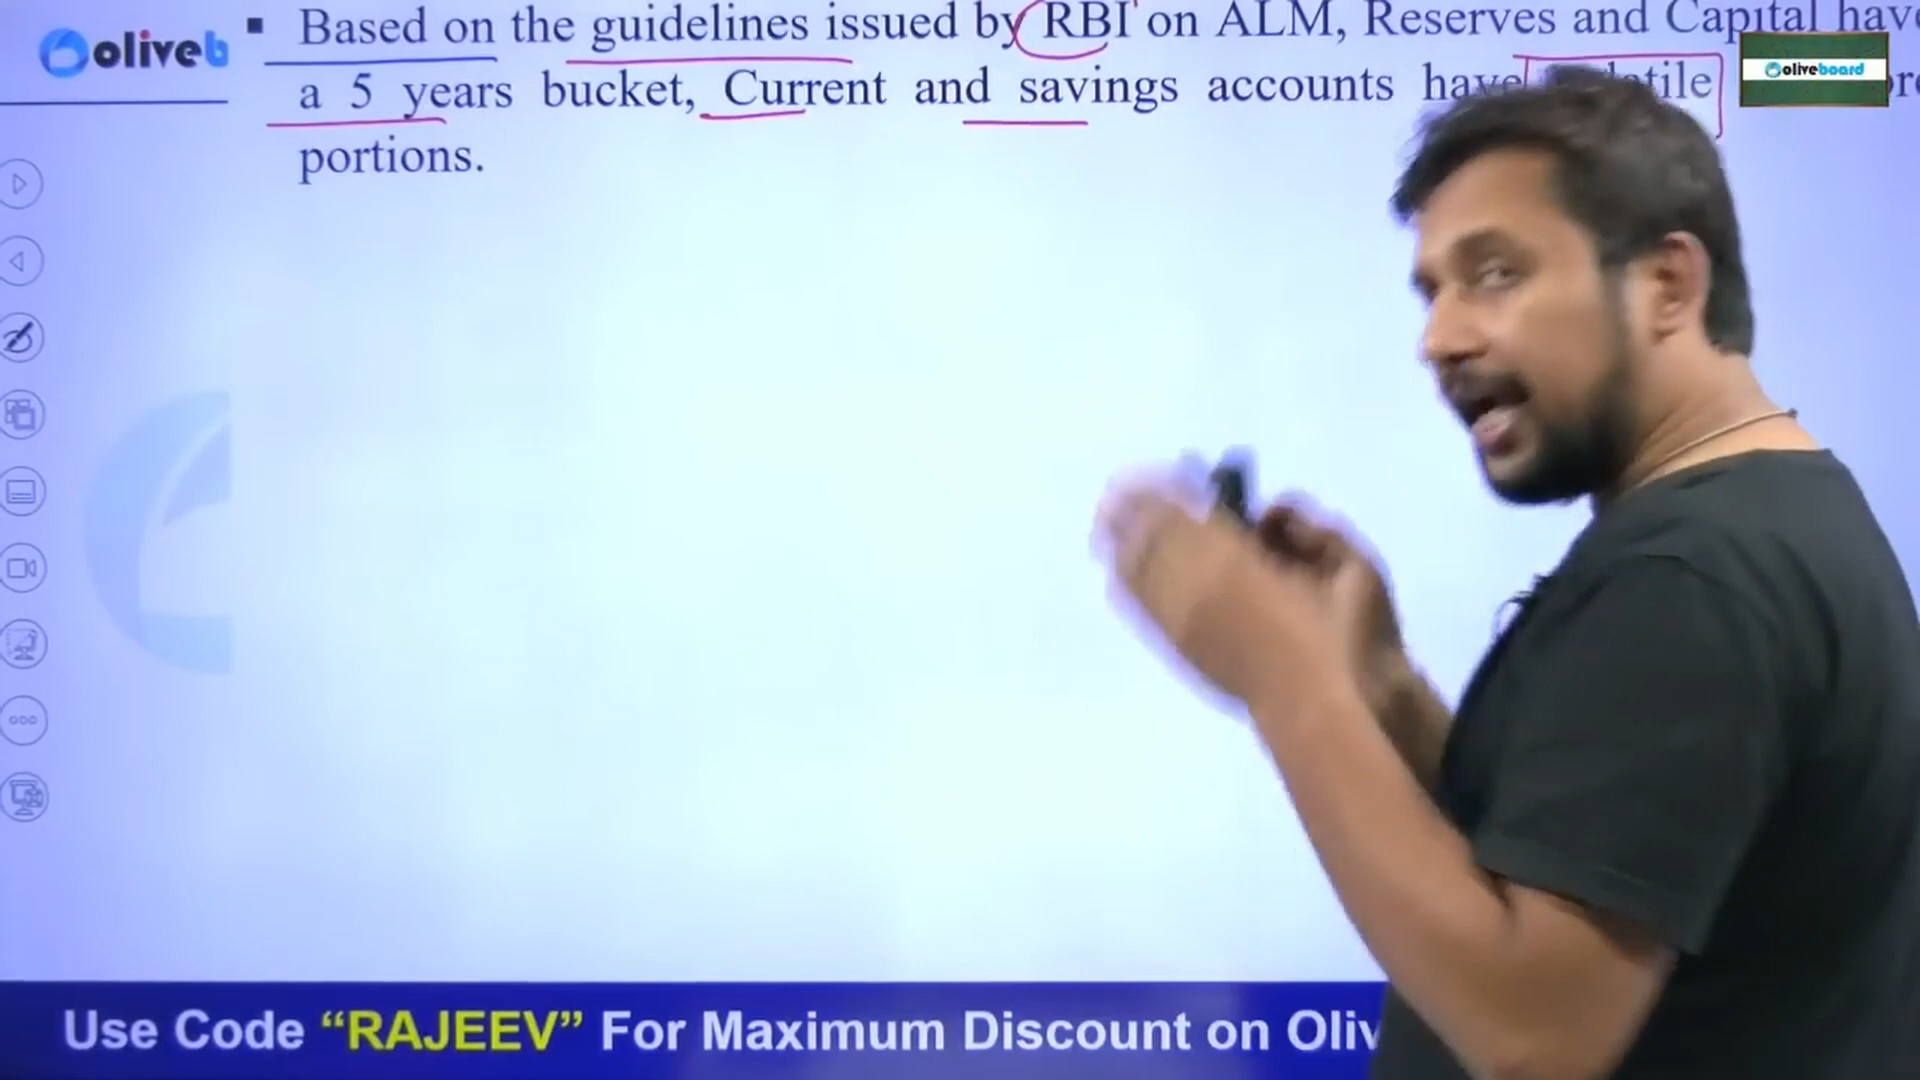 oliveb
▪ Based on the guidelines issued by RBI on ALM, Reserves and Capital have
a 5 years bucket, Current and savings accounts have
portions.
oliveboard
Use Code “RAJEEV” For Maximum Discount on Oliv